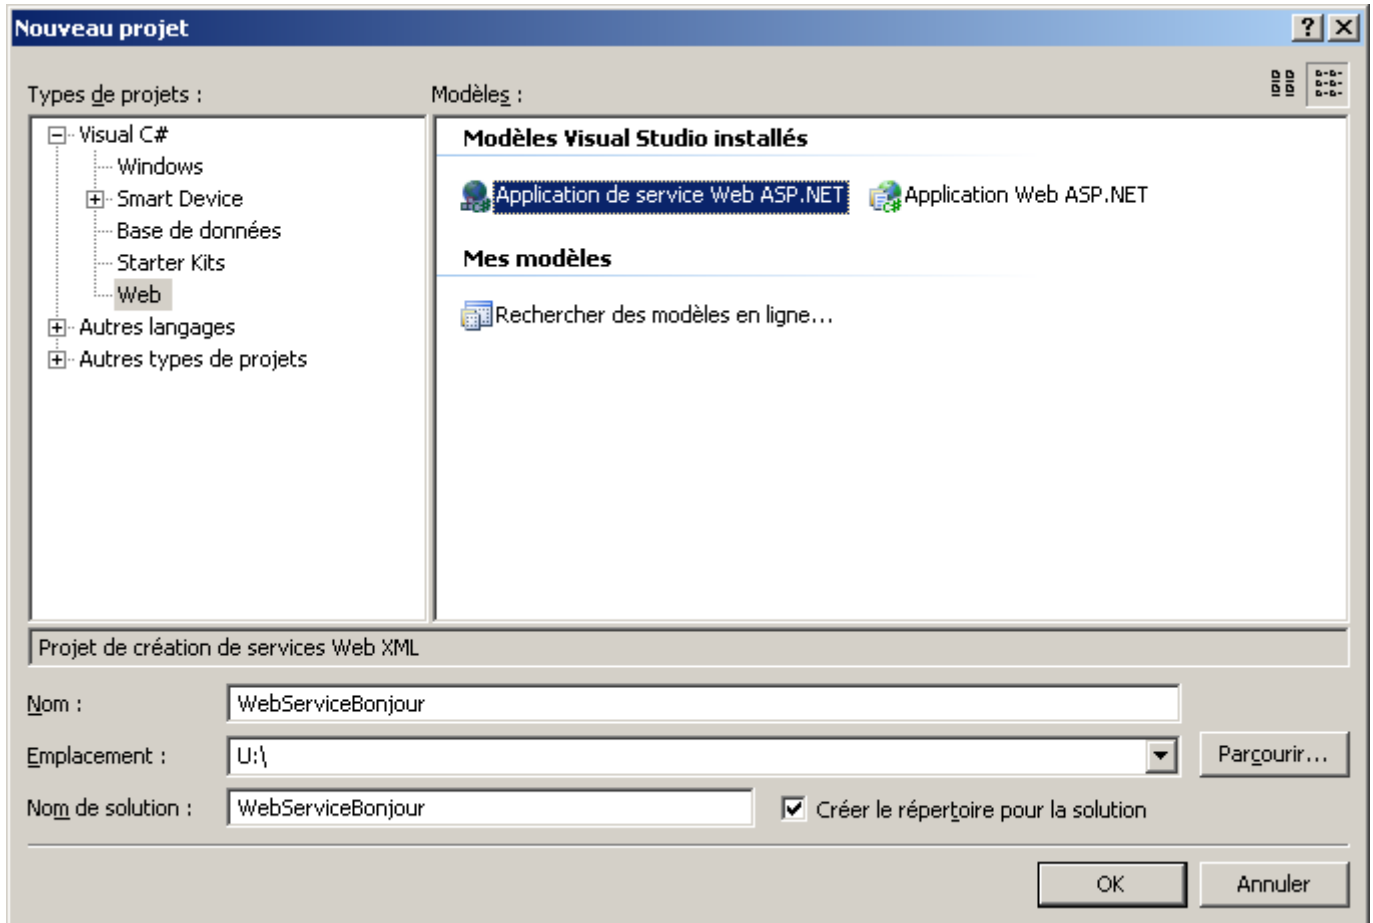 Nouveau projet
Types de projets :
Modèles :
Visual C#
Windows
Smart Device
Base de données
Starter Kits
Web
Autres langages
Autres types de projets
Modèles Visual Studio installés
Application de service Web ASP.NET Application Web ASP.NET
Mes modèles
Rechercher des modèles en ligne...
Projet de création de services Web XML
Nom : WebServiceBonjour
Emplacement : U:\ Parcourir...
Nom de solution : WebServiceBonjour Créer le répertoire pour la solution
OK Annuler